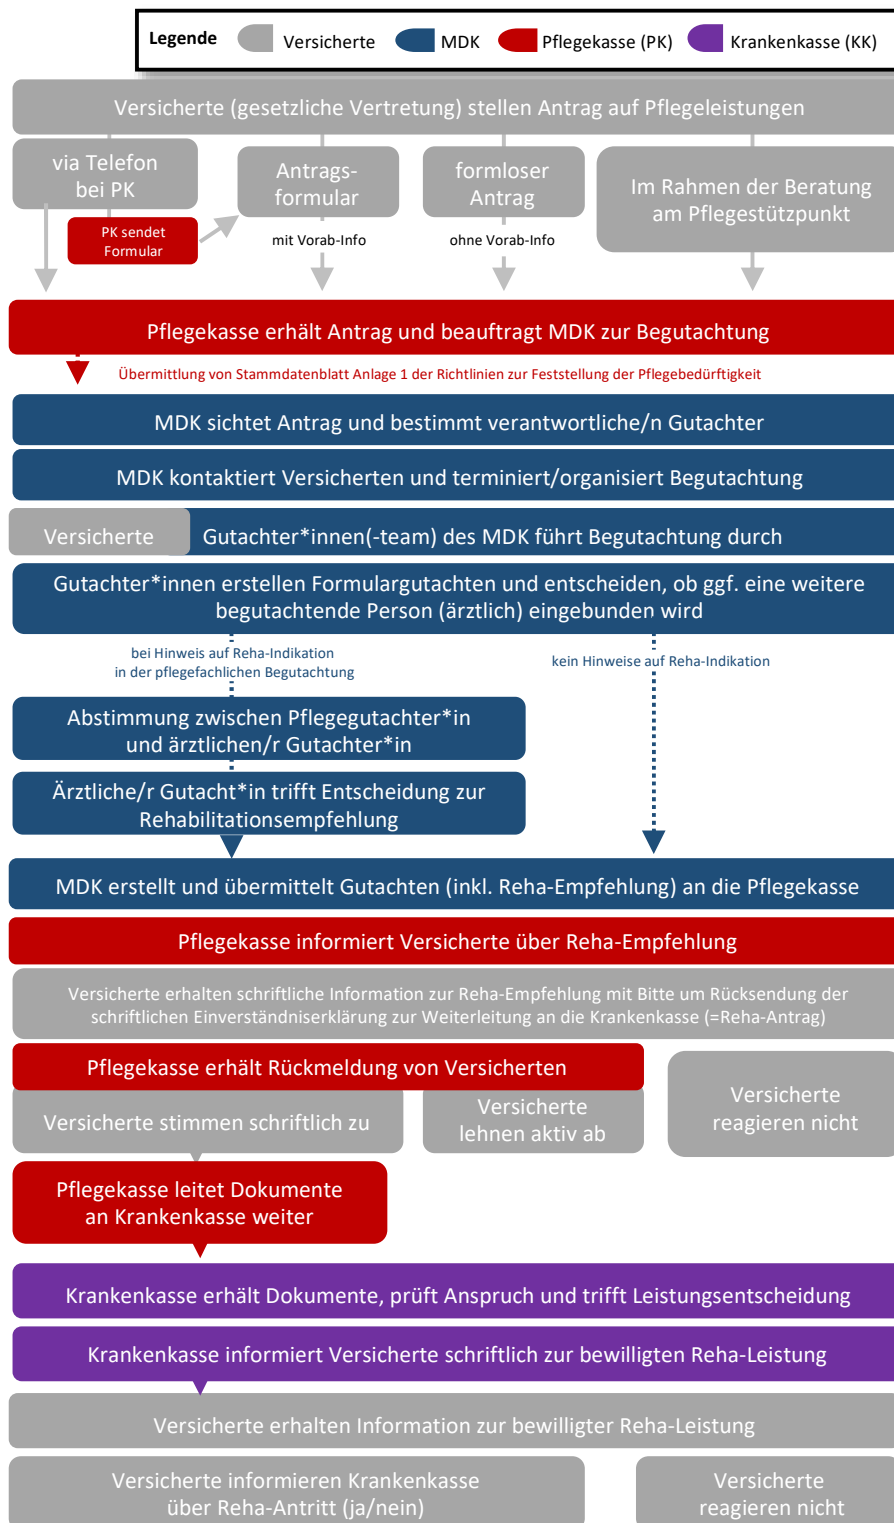 Legende Versicherte MDK Pflegekasse (PK) Krankenkasse (KK)
Versicherte (gesetzliche Vertretung) stellen Antrag auf Pflegeleistungen
via Telefon
bei PK
PK sendet
Formular
Antrags-
formular
mit Vorab-Info
formloser
Antrag
ohne Vorab-Info
Im Rahmen der Beratung
am Pflegestützpunkt
Pflegekasse erhält Antrag und beauftragt MDK zur Begutachtung
Übermittlung von Stammdatenblatt Anlage 1 der Richtlinien zur Feststellung der Pflegebedürftigkeit
MDK sichtet Antrag und bestimmt verantwortliche/n Gutachter
MDK kontaktiert Versicherten und terminiert/organisiert Begutachtung
Versicherte Gutachter*innen(-team) des MDK führt Begutachtung durch
Gutachter*innen erstellen Formulargutachten und entscheiden, ob ggf. eine weitere
begutachtende Person (ärztlich) eingebunden wird
bei Hinweis auf Reha-Indikation
in der pflegefachlichen Begutachtung
kein Hinweise auf Reha-Indikation
Abstimmung zwischen Pflegegutachter*in
und ärztlichen/r Gutachter*in
Ärztliche/r Gutacht*in trifft Entscheidung zur
Rehabilitationsempfehlung
MDK erstellt und übermittelt Gutachten (inkl. Reha-Empfehlung) an die Pflegekasse
Pflegekasse informiert Versicherte über Reha-Empfehlung
Versicherte erhalten schriftliche Information zur Reha-Empfehlung mit Bitte um Rücksendung der
schriftlichen Einverständniserklärung zur Weiterleitung an die Krankenkasse (=Reha-Antrag)
Pflegekasse erhält Rückmeldung von Versicherten
Versicherte stimmen schriftlich zu
Versicherte
lehnen aktiv ab
Versicherte
reagieren nicht
Pflegekasse leitet Dokumente
an Krankenkasse weiter
Krankenkasse erhält Dokumente, prüft Anspruch und trifft Leistungsentscheidung
Krankenkasse informiert Versicherte schriftlich zur bewilligten Reha-Leistung
Versicherte erhalten Information zur bewilligter Reha-Leistung
Versicherte informieren Krankenkasse
über Reha-Antritt (ja/nein)
Versicherte
reagieren nicht